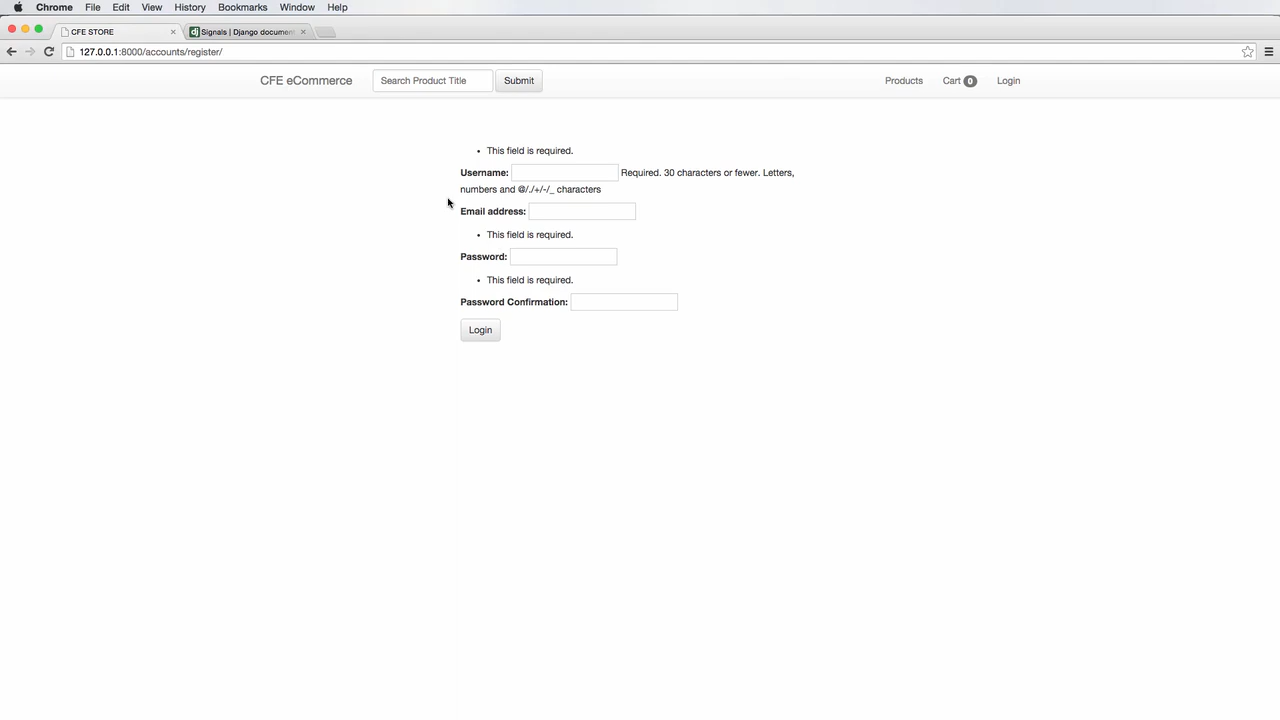 Chrome File Edit View History Bookmarks Window Help
CFE STORE
Signals | Django documen
127.0.0.1:8000/accounts/register/
CFE eCommerce Search Product Title Submit Products Cart 0 Login
• This field is required.
Username: Required. 30 characters or fewer. Letters,
numbers and @/./+/-/_ characters
Email address:
• This field is required.
Password:
• This field is required.
Password Confirmation:
Login